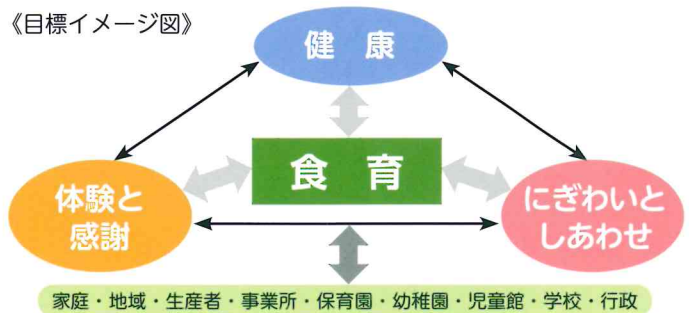 《目標イメージ図》
健 康
食 育
体験と
感謝
にぎわいと
しあわせ
家庭・地域・生産者・事業所・保育園・幼稚園・児童館・学校・行政